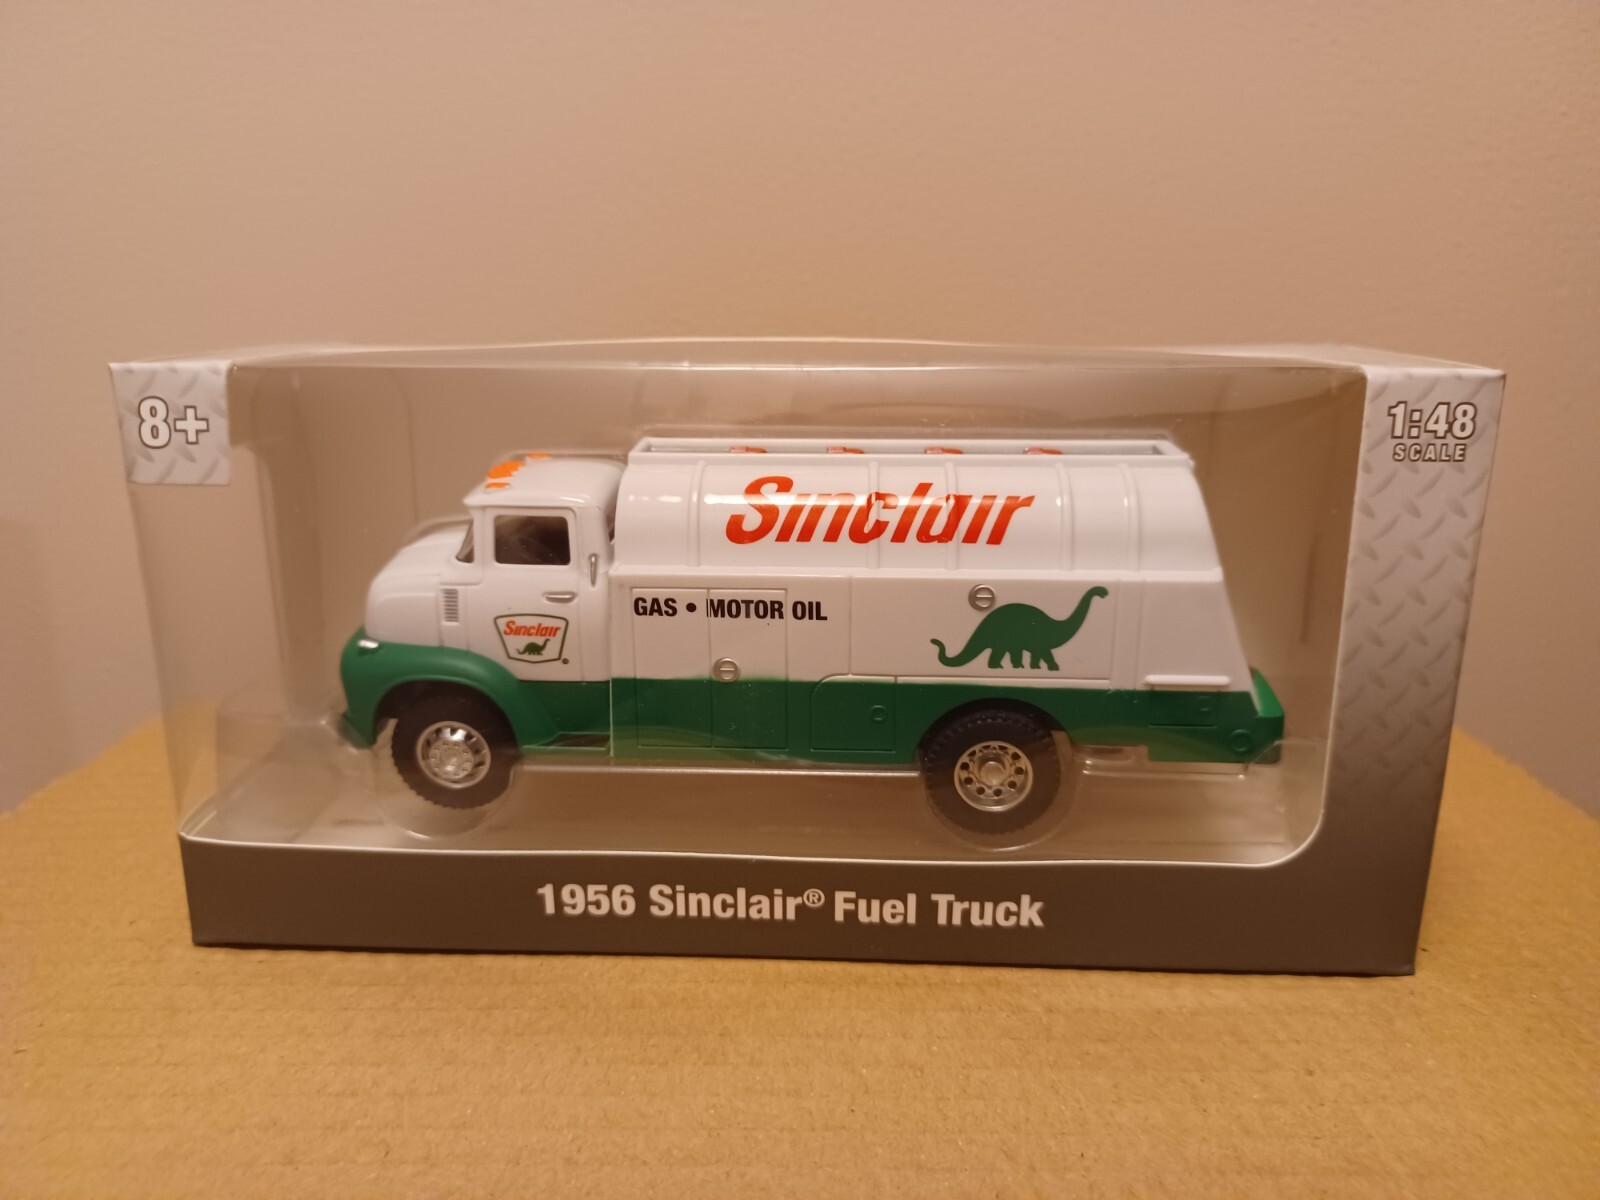 8+
1:48
SCALE
Sinclair
GAS • MOTOR OIL
Sinclair
®
1956 Sinclair® Fuel Truck